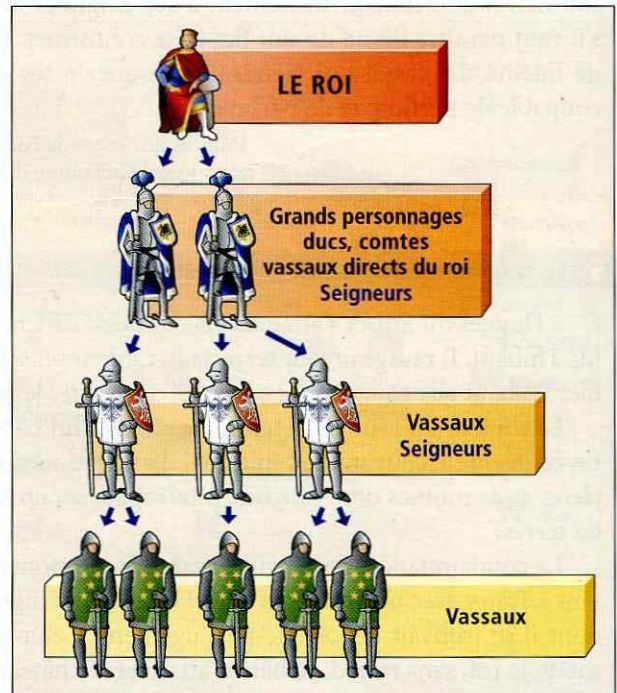 LE ROI
Grands personnages
ducs, comtes
vassaux directs du roi
Seigneurs
Vassaux
Seigneurs
Vassaux